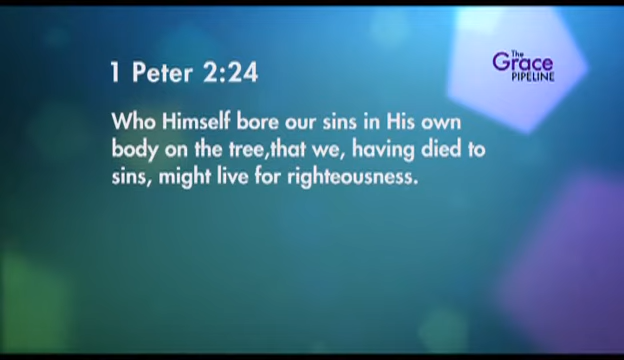 1 Peter 2:24
The
Grace
PIPELINE
Who Himself bore our sins in His own
body on the tree,that we, having died to
sins, might live for righteousness.